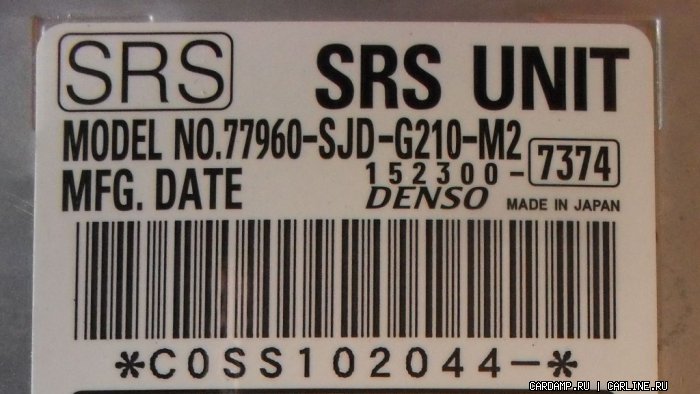 SRS SRS UNIT
MODEL NO.77960-SJD-G210-M2
152300-7374
MFG. DATE DENSO MADE IN JAPAN
*C0SS102044-*
CARDAMP.RU | CARLINE.RU